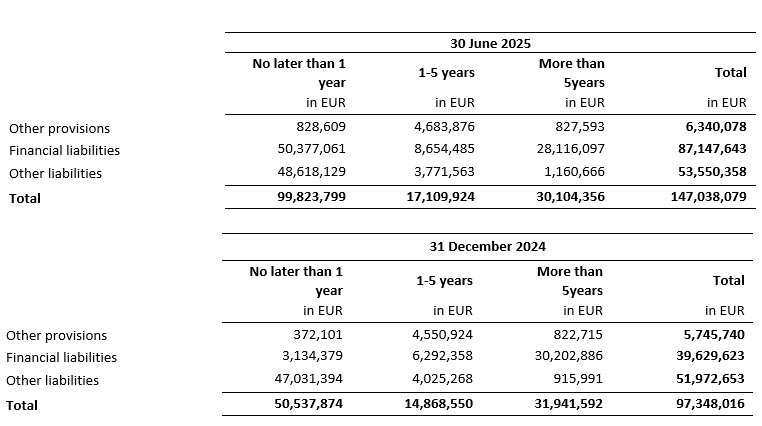 30 June 2025
No later than 1 year 1-5 years More than 5years Total
in EUR in EUR in EUR in EUR
Other provisions 828,609 4,683,876 827,593 6,340,078
Financial liabilities 50,377,061 8,654,485 28,116,097 87,147,643
Other liabilities 48,618,129 3,771,563 1,160,666 53,550,358
Total 99,823,799 17,109,924 30,104,356 147,038,079
31 December 2024
No later than 1 year 1-5 years More than 5years Total
in EUR in EUR in EUR in EUR
Other provisions 372,101 4,550,924 822,715 5,745,740
Financial liabilities 3,134,379 6,292,358 30,202,886 39,629,623
Other liabilities 47,031,394 4,025,268 915,991 51,972,653
Total 50,537,874 14,868,550 31,941,592 97,348,016